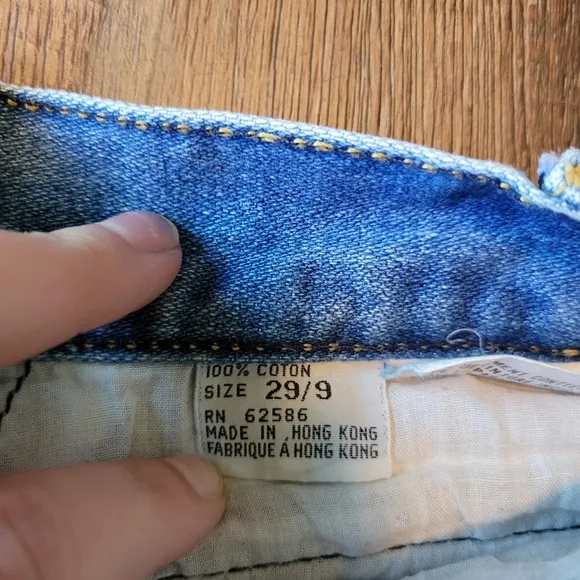 100% COTON
SIZE 29/9
RN 62586
MADE IN HONG KONG
FABRIQUE À HONG KONG